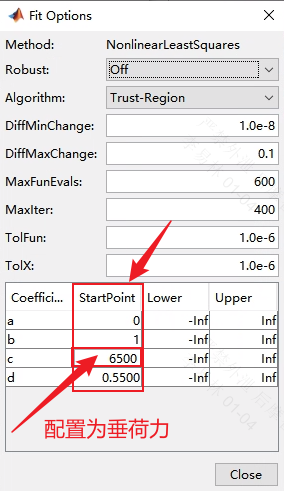 Fit Options
Method: NonlinearLeastSquares
Robust: Off
Algorithm: Trust-Region
DiffMinChange: 1.0e-8
DiffMaxChange: 0.1
MaxFunEvals: 600
MaxIter: 400
TolFun: 1.0e-6
TolX: 1.0e-6
Coeffici... StartPoint Lower Upper
a 0 -Inf Inf
b 1 -Inf Inf
c 6500 -Inf Inf
d 0.5500 -Inf Inf
配置为垂荷力
Close